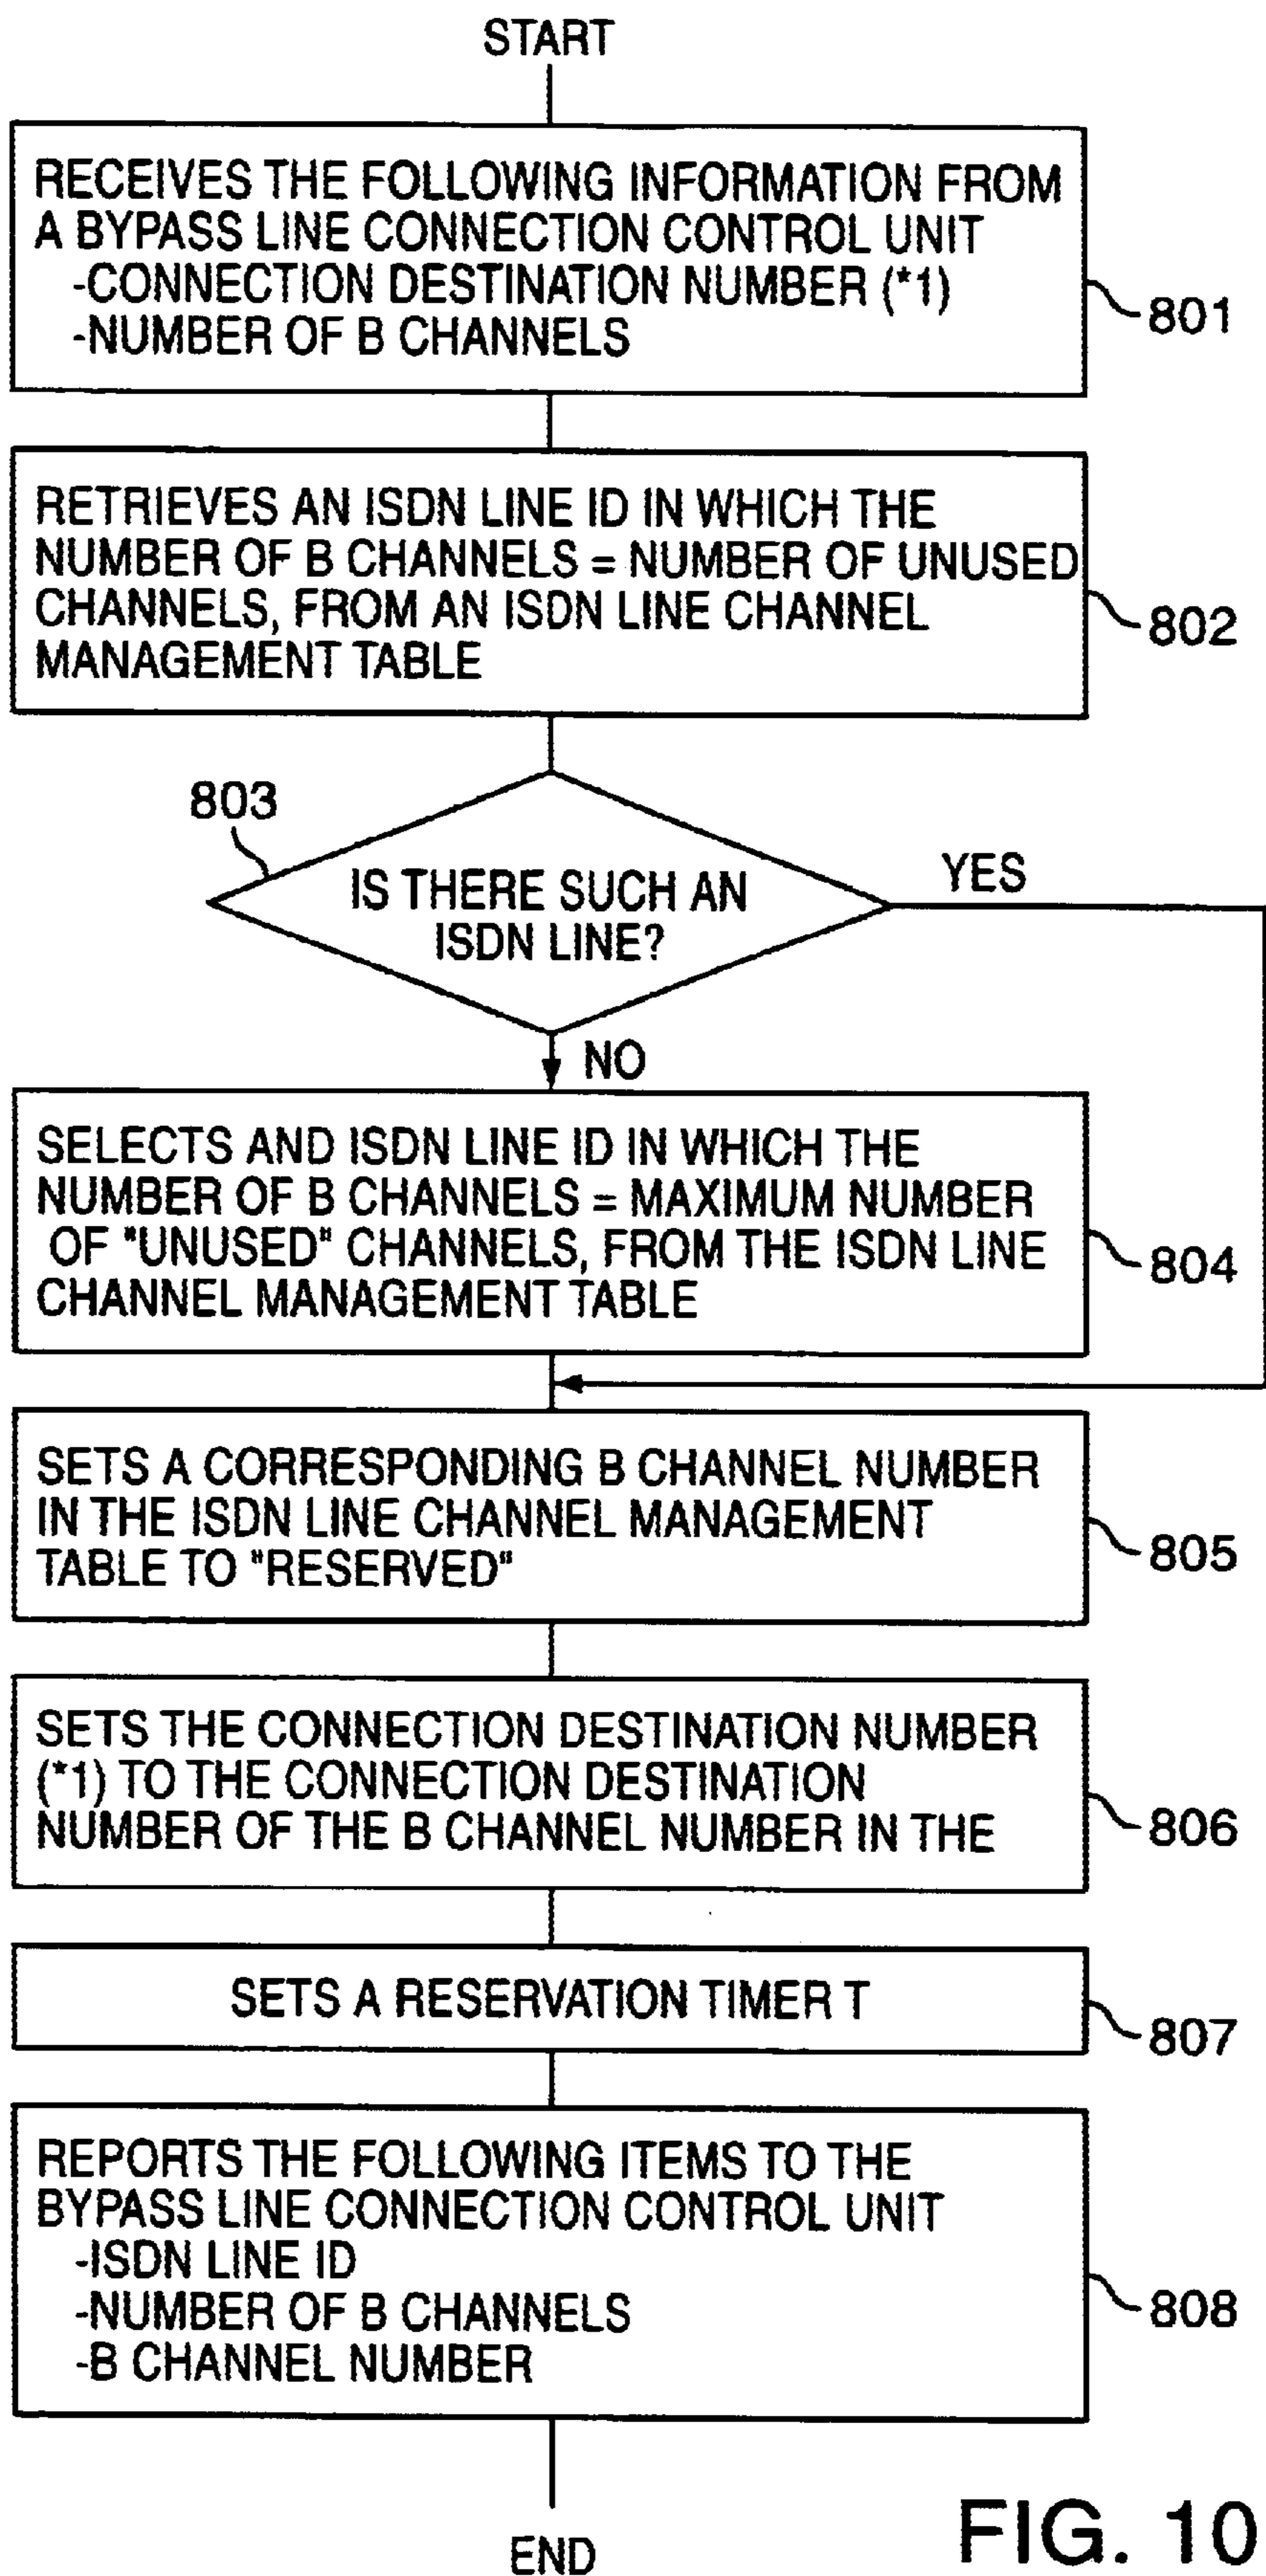 START
RECEIVES THE FOLLOWING INFORMATION FROM
A BYPASS LINE CONNECTION CONTROL UNIT
-CONNECTION DESTINATION NUMBER (*1)
-NUMBER OF B CHANNELS
801
RETRIEVES AN ISDN LINE ID IN WHICH THE
NUMBER OF B CHANNELS = NUMBER OF UNUSED
CHANNELS, FROM AN ISDN LINE CHANNEL
MANAGEMENT TABLE
802
803
IS THERE SUCH AN
ISDN LINE?
YES
NO
SELECTS AND ISDN LINE ID IN WHICH THE
NUMBER OF B CHANNELS = MAXIMUM NUMBER
OF "UNUSED" CHANNELS, FROM THE ISDN LINE
CHANNEL MANAGEMENT TABLE
804
SETS A CORRESPONDING B CHANNEL NUMBER
IN THE ISDN LINE CHANNEL MANAGEMENT
TABLE TO "RESERVED"
805
SETS THE CONNECTION DESTINATION NUMBER
(*1) TO THE CONNECTION DESTINATION
NUMBER OF THE B CHANNEL NUMBER IN THE
806
SETS A RESERVATION TIMER T
807
REPORTS THE FOLLOWING ITEMS TO THE
BYPASS LINE CONNECTION CONTROL UNIT
-ISDN LINE ID
-NUMBER OF B CHANNELS
-B CHANNEL NUMBER
808
END
FIG. 10